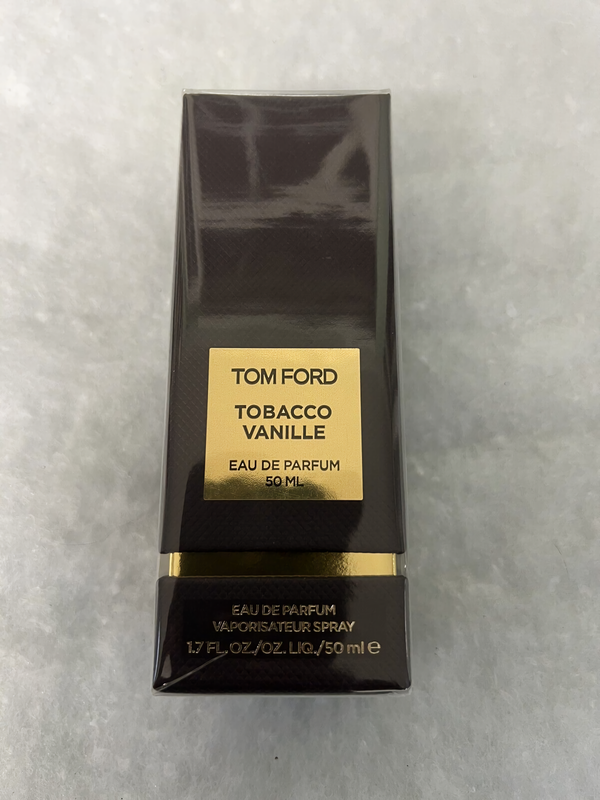 TOM FORD
TOBACCO
VANILLE
EAU DE PARFUM
50 ML
EAU DE PARFUM
VAPORISATEUR SPRAY
1.7 FL.OZ./OZ. LIQ./50 ml ℮